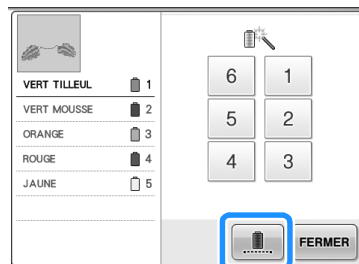 VERT TILLEUL 1
VERT MOUSSE 2
ORANGE 3
ROUGE 4
JAUNE 5
6 1
5 2
4 3
FERMER